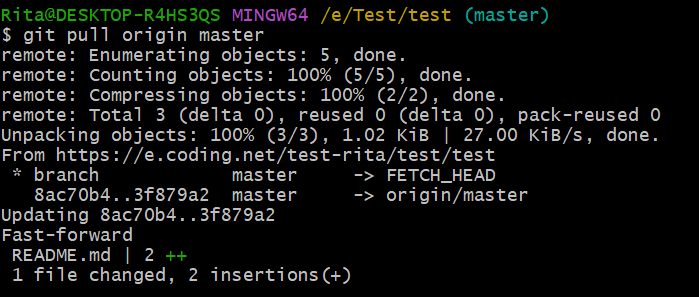 Rita@DESKTOP-R4HS3QS MINGW64 /e/Test/test (master)
$ git pull origin master
remote: Enumerating objects: 5, done.
remote: Counting objects: 100% (5/5), done.
remote: Compressing objects: 100% (2/2), done.
remote: Total 3 (delta 0), reused 0 (delta 0), pack-reused 0
Unpacking objects: 100% (3/3), 1.02 KiB | 27.00 KiB/s, done.
From https://e.coding.net/test-rita/test/test
 * branch            master     -> FETCH_HEAD
   8ac70b4..3f879a2  master     -> origin/master
Updating 8ac70b4..3f879a2
Fast-forward
 README.md | 2 ++
 1 file changed, 2 insertions(+)